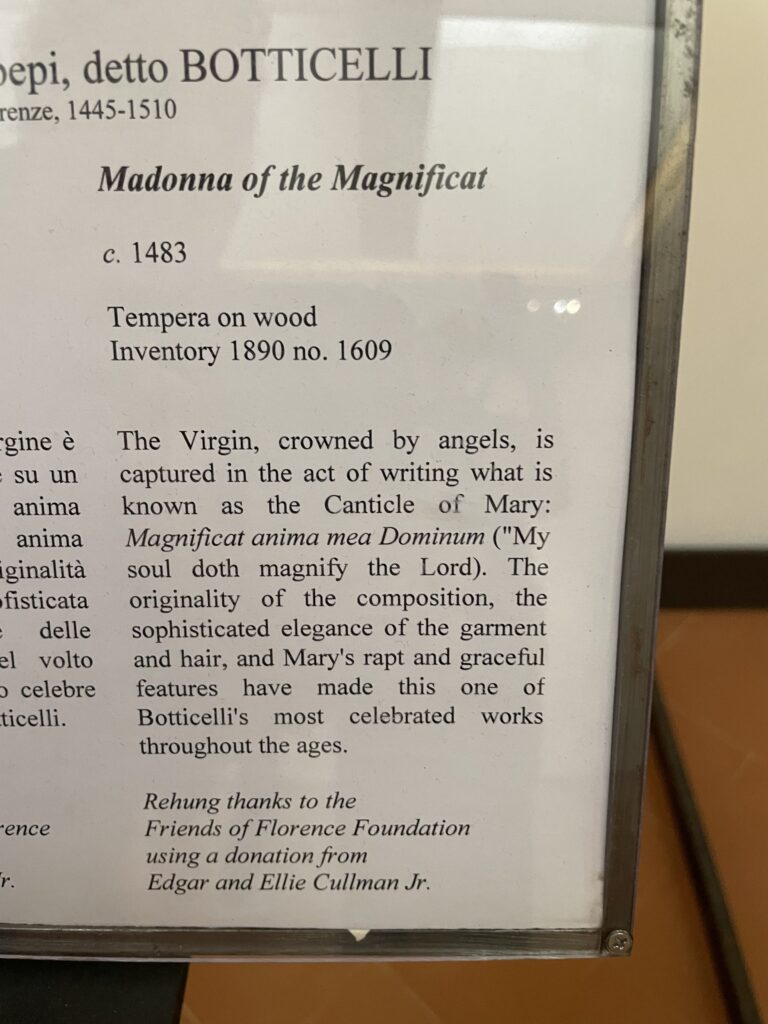 oepi, detto BOTTICELLI
renze, 1445-1510
Madonna of the Magnificat
c. 1483
Tempera on wood
Inventory 1890 no. 1609
rgine è
e su un
anima
anima
iginalità
ofisticata
e delle
el volto
o celebre
tticelli.
The Virgin, crowned by angels, is
captured in the act of writing what is
known as the Canticle of Mary:
Magnificat anima mea Dominum ("My
soul doth magnify the Lord). The
originality of the composition, the
sophisticated elegance of the garment
and hair, and Mary's rapt and graceful
features have made this one of
Botticelli's most celebrated works
throughout the ages.
rence
Jr.
Rehung thanks to the
Friends of Florence Foundation
using a donation from
Edgar and Ellie Cullman Jr.